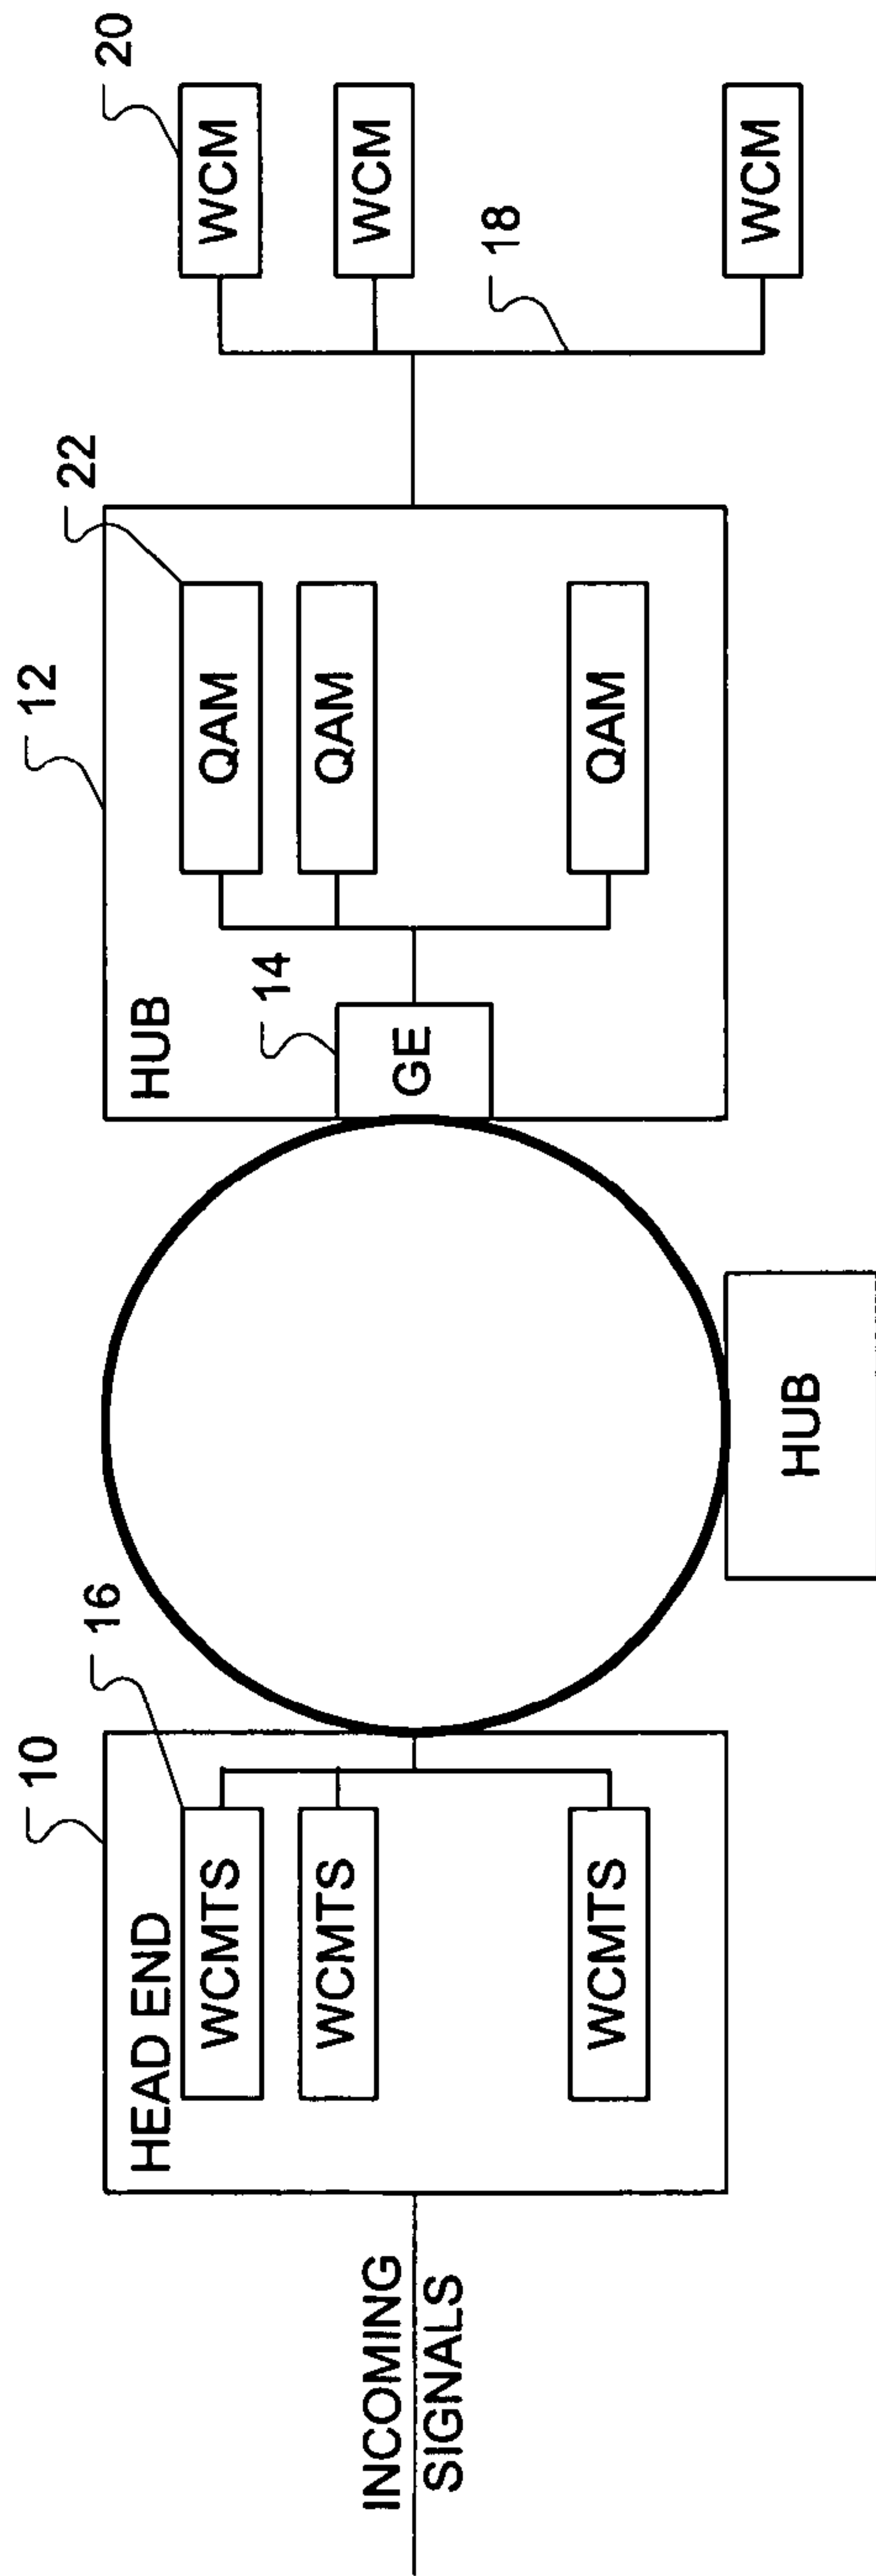 INCOMING
SIGNALS
10
HEAD END
16
WCMTS
WCMTS
WCMTS
HUB
12
HUB
14
GE
22
QAM
QAM
QAM
18
20
WCM
WCM
WCM